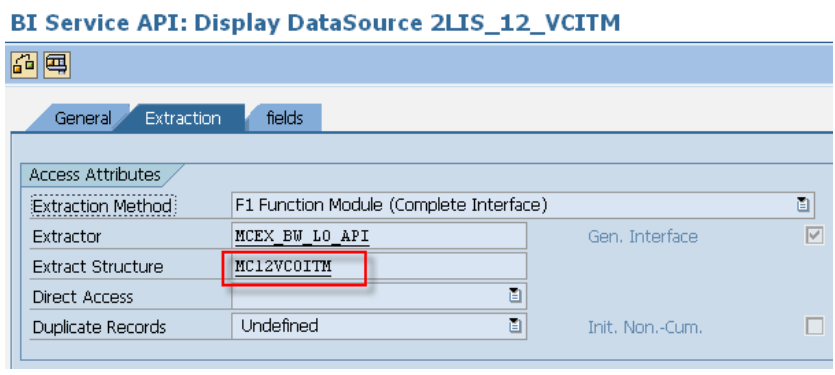 BI Service API: Display DataSource 2LIS_12_VCITM
General Extraction fields
Access Attributes
Extraction Method F1 Function Module (Complete Interface)
Extractor MCEX_BW_LO_API Gen. Interface
Extract Structure MC12VC0ITM
Direct Access
Duplicate Records Undefined Init. Non.-Cum.